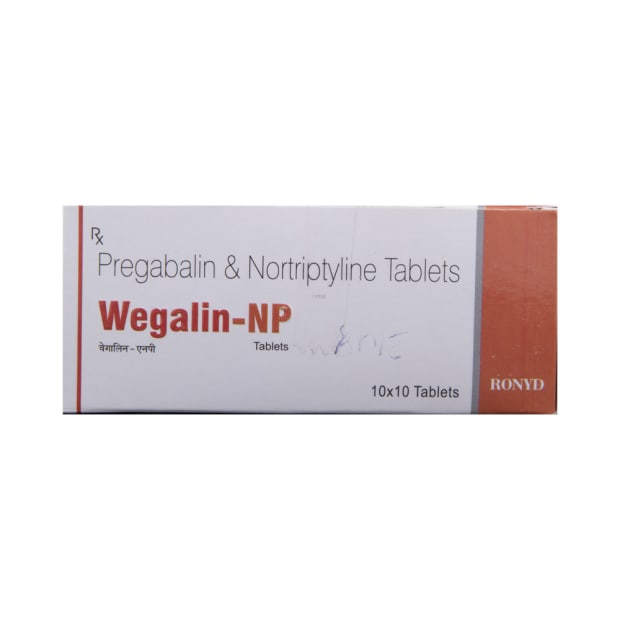 Rx
Pregabalin & Nortriptyline Tablets
Wegalin-NP
Tablets
वेगालिन - एनपी
10x10 Tablets
RONYD